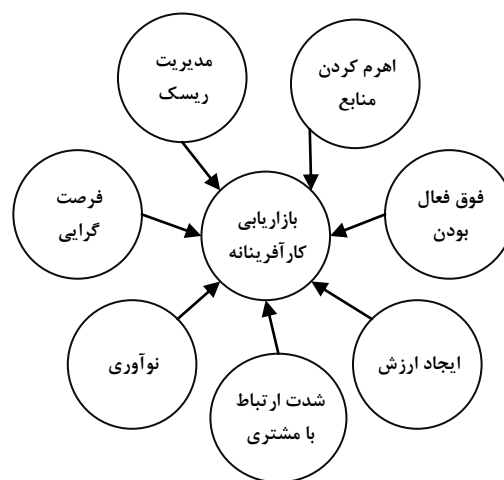 اهرم کردن
منابع
مدیریت
ریسک
فوق فعال
بودن
فرصت
گرایی
بازاریابی
کارآفرینانه
ایجاد ارزش
نوآوری
شدت ارتباط
با مشتری